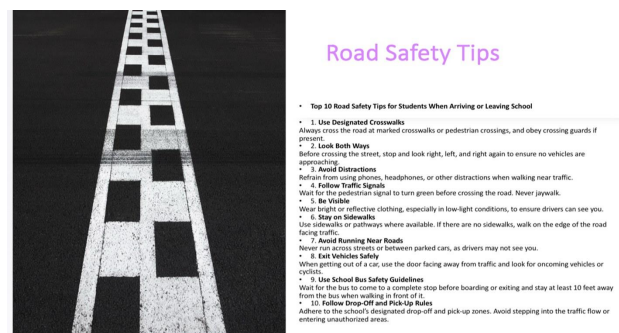 Road Safety Tips
• Top 10 Road Safety Tips for Students When Arriving or Leaving School
• 1. Use Designated Crosswalks
Always cross the road at marked crosswalks or pedestrian crossings, and obey crossing guards if
present.
• 2. Look Both Ways
Before crossing the street, stop and look right, left, and right again to ensure no vehicles are
approaching.
• 3. Avoid Distractions
Refrain from using phones, headphones, or other distractions when walking near traffic.
• 4. Follow Traffic Signals
Wait for the pedestrian signal to turn green before crossing the road. Never jaywalk.
• 5. Be Visible
Wear bright or reflective clothing, especially in low-light conditions, to ensure drivers can see you.
• 6. Stay on Sidewalks
Use sidewalks or pathways where available. If there are no sidewalks, walk on the edge of the road
facing traffic.
• 7. Avoid Running Near Roads
Never run across streets or between parked cars, as drivers may not see you.
• 8. Exit Vehicles Safely
When getting out of a car, use the door facing away from traffic and look for oncoming vehicles or
cyclists.
• 9. Use School Bus Safety Guidelines
Wait for the bus to come to a complete stop before boarding or exiting and stay at least 10 feet away
from the bus when walking in front of it.
• 10. Follow Drop-Off and Pick-Up Rules
Adhere to the school's designated drop-off and pick-up zones. Avoid stepping into the traffic flow or
entering unauthorized areas.